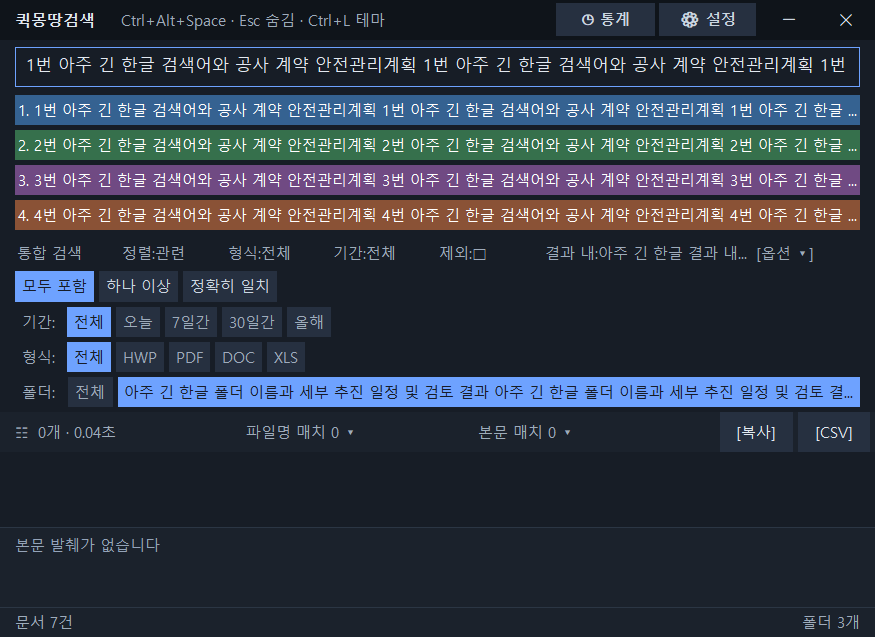 퀵몽땅검색 Ctrl+Alt+Space · Esc 숨김 · Ctrl+L 테마 통계 설정
1번 아주 긴 한글 검색어와 공사 계약 안전관리계획 1번 아주 긴 한글 검색어와 공사 계약 안전관리계획 1번
1. 1번 아주 긴 한글 검색어와 공사 계약 안전관리계획 1번 아주 긴 한글 검색어와 공사 계약 안전관리계획 1번 아주 긴 한글 ...
2. 2번 아주 긴 한글 검색어와 공사 계약 안전관리계획 2번 아주 긴 한글 검색어와 공사 계약 안전관리계획 2번 아주 긴 한글 ...
3. 3번 아주 긴 한글 검색어와 공사 계약 안전관리계획 3번 아주 긴 한글 검색어와 공사 계약 안전관리계획 3번 아주 긴 한글 ...
4. 4번 아주 긴 한글 검색어와 공사 계약 안전관리계획 4번 아주 긴 한글 검색어와 공사 계약 안전관리계획 4번 아주 긴 한글 ...
통합 검색 정렬:관련 형식:전체 기간:전체 제외:□ 결과 내:아주 긴 한글 결과 내... [옵션 ▾]
모두 포함 하나 이상 정확히 일치
기간: 전체 오늘 7일간 30일간 올해
형식: 전체 HWP PDF DOC XLS
폴더: 전체 아주 긴 한글 폴더 이름과 세부 추진 일정 및 검토 결과 아주 긴 한글 폴더 이름과 세부 추진 일정 및 검토 결...
☷ 0개 · 0.04초 파일명 매치 0 ▾ 본문 매치 0 ▾ [복사] [CSV]
본문 발췌가 없습니다
문서 7건 폴더 3개